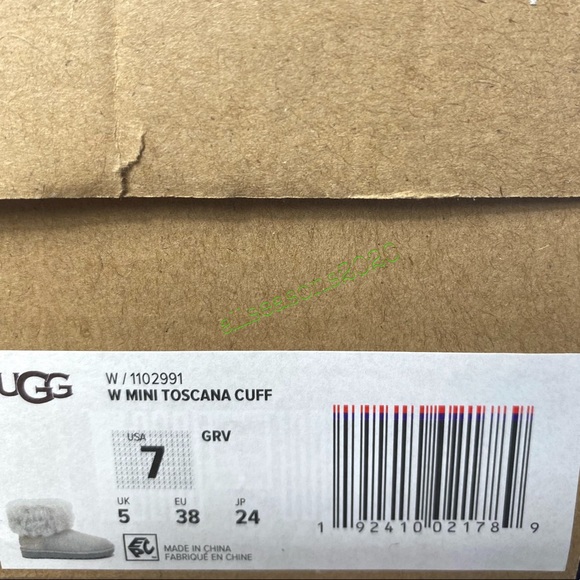 UGG
W / 1102991
W MINI TOSCANA CUFF
USA
7
GRV
UK EU JP
5 38 24
MADE IN CHINA
FABRIQUÉ EN CHINE
1 92410 02178 9